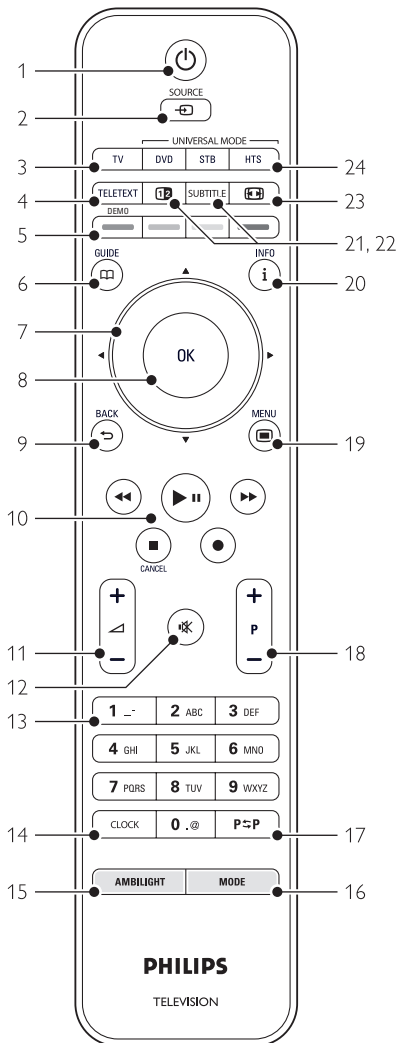 1
2
SOURCE
UNIVERSAL MODE
3
TV
DVD
STB
HTS
24
4
TELETEXT
12
SUBTITLE
23
5
DEMO
21, 22
6
GUIDE
INFO
i
20
7
8
OK
9
BACK
MENU
19
10
CANCEL
+
+
11
P
18
–
–
12
13
1 _-
2 ABC
3 DEF
4 GHI
5 JKL
6 MNO
7 PQRS
8 TUV
9 WXYZ
14
CLOCK
0 .@
P⇆P
17
15
AMBILIGHT
MODE
16
PHILIPS
TELEVISION